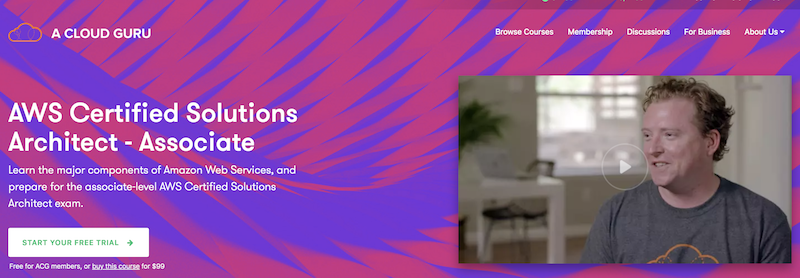 A CLOUD GURU
Browse Courses Membership Discussions For Business About Us
AWS Certified Solutions
Architect - Associate
Learn the major components of Amazon Web Services, and
prepare for the associate-level AWS Certified Solutions
Architect exam.
START YOUR FREE TRIAL →
Free for ACG members, or buy this course for $99